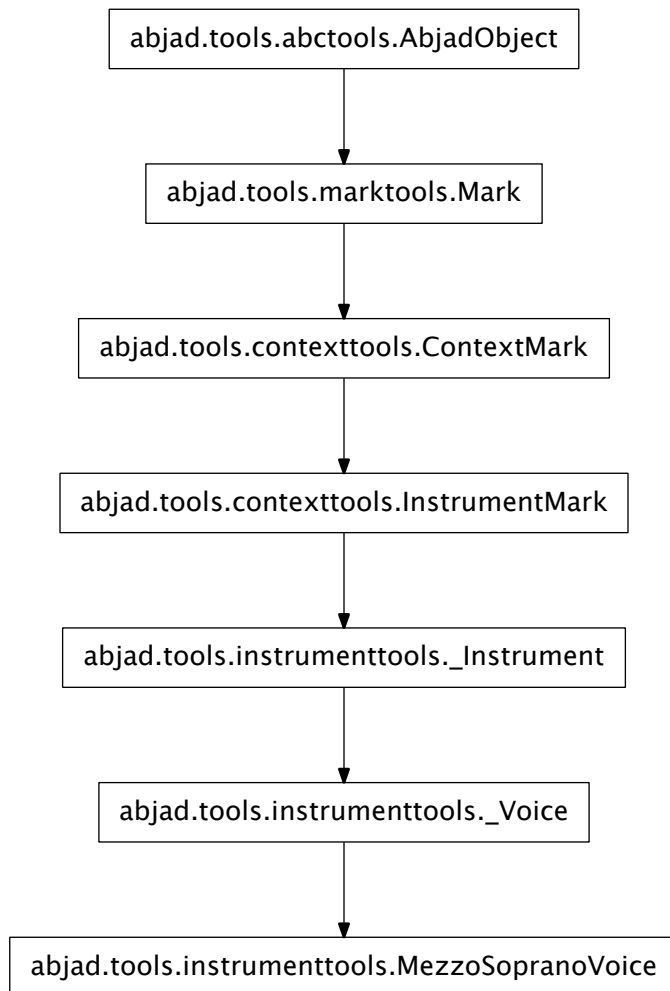 abjad.tools.abctools.AbjadObject
abjad.tools.marktools.Mark
abjad.tools.contexttools.ContextMark
abjad.tools.contexttools.InstrumentMark
abjad.tools.instrumenttools._Instrument
abjad.tools.instrumenttools._Voice
abjad.tools.instrumenttools.MezzoSopranoVoice